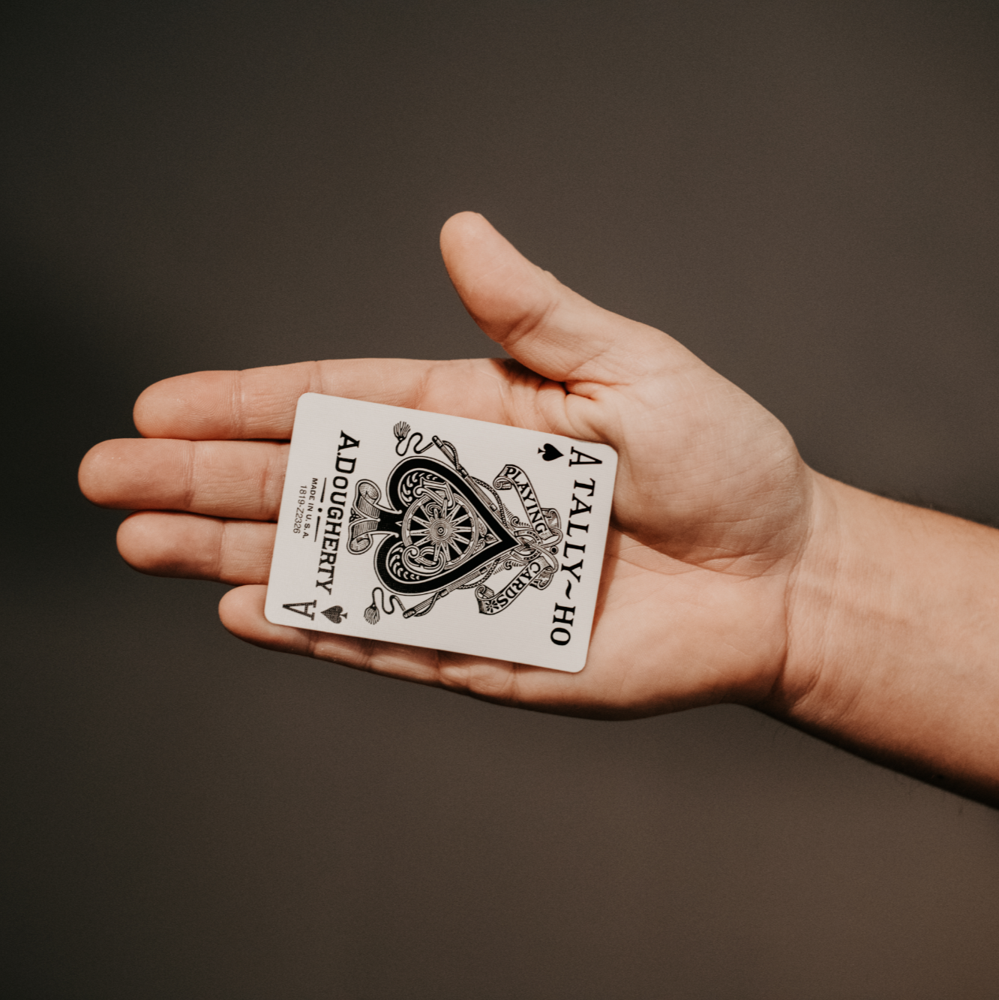 A
TALLY~HO
PLAYING CARDS
A.DOUGHERTY
MADE IN U.S.A.
1819-Z2326
A